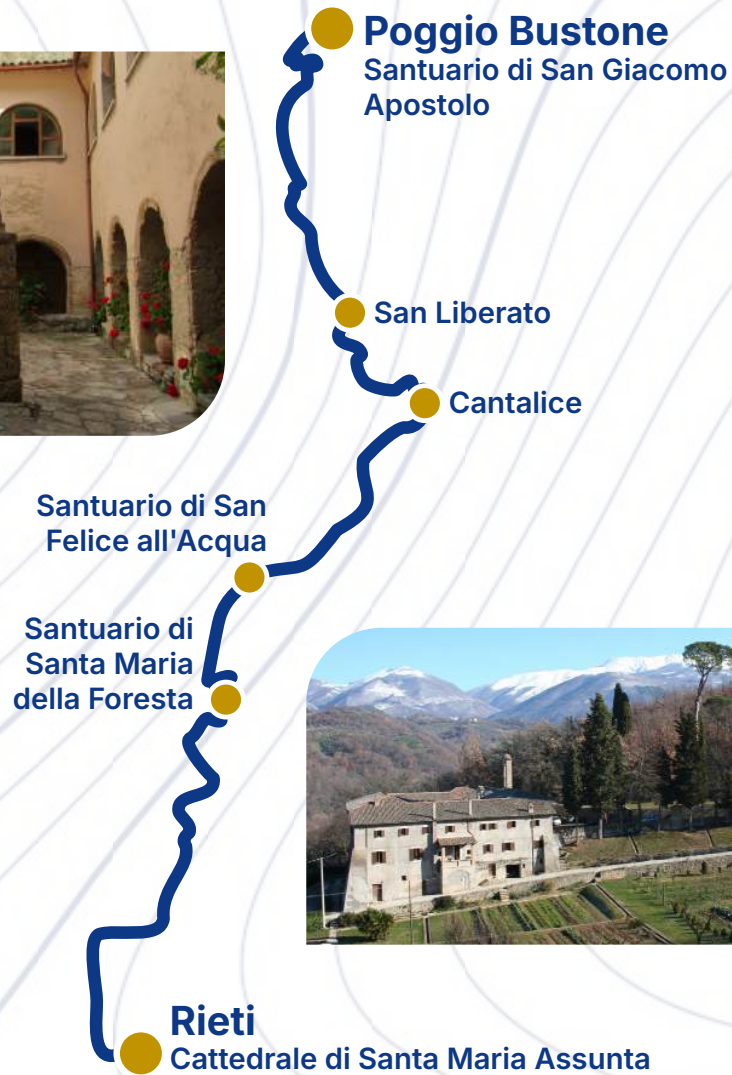 Poggio Bustone
Santuario di San Giacomo
Apostolo
San Liberato
Cantalice
Santuario di San
Felice all'Acqua
Santuario di
Santa Maria
della Foresta
Rieti
Cattedrale di Santa Maria Assunta